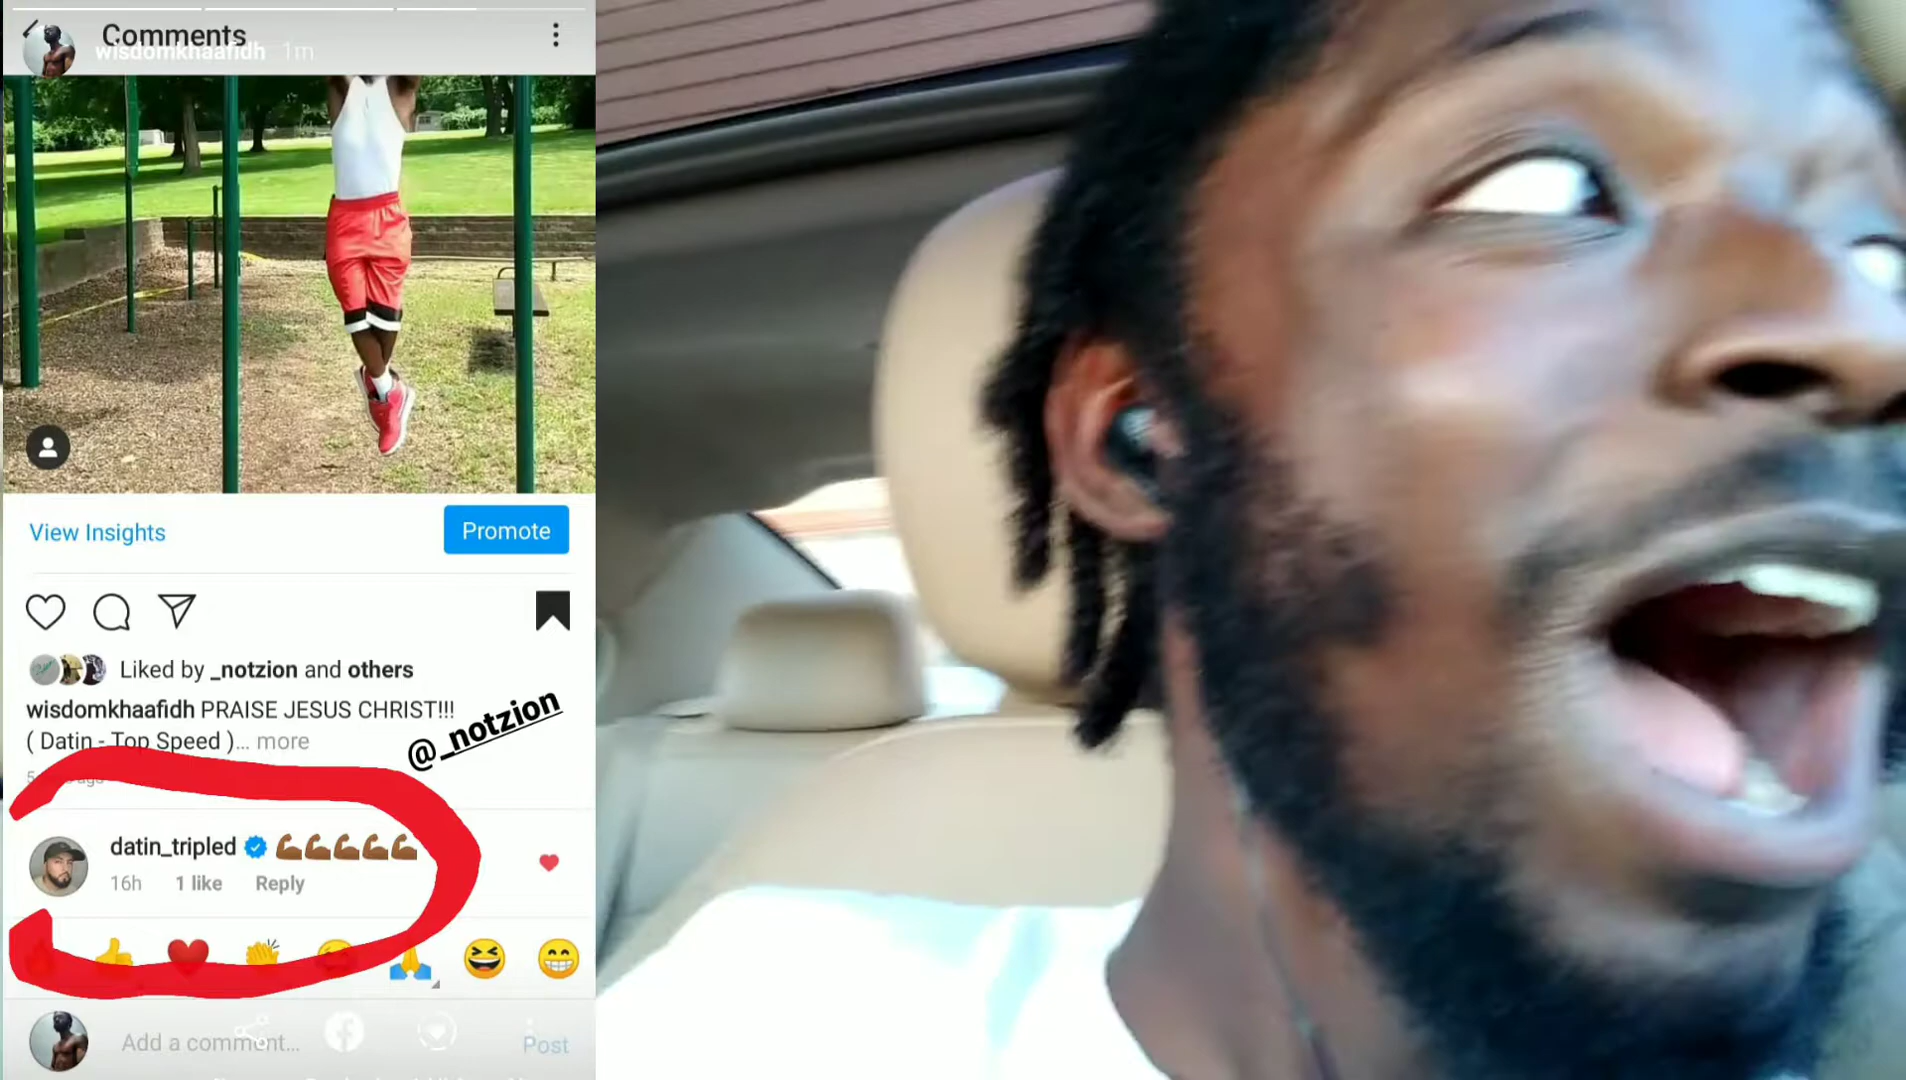 Comments
wisdomkhaafidh 1m
View Insights
Promote
Liked by _notzion and others
wisdomkhaafidh PRAISE JESUS CHRIST!!!
( Datin - Top Speed )... more
@_notzion
datin_tripled 💪🏾💪🏾💪🏾💪🏾💪🏾
16h 1 like Reply
Add a comment...
Post